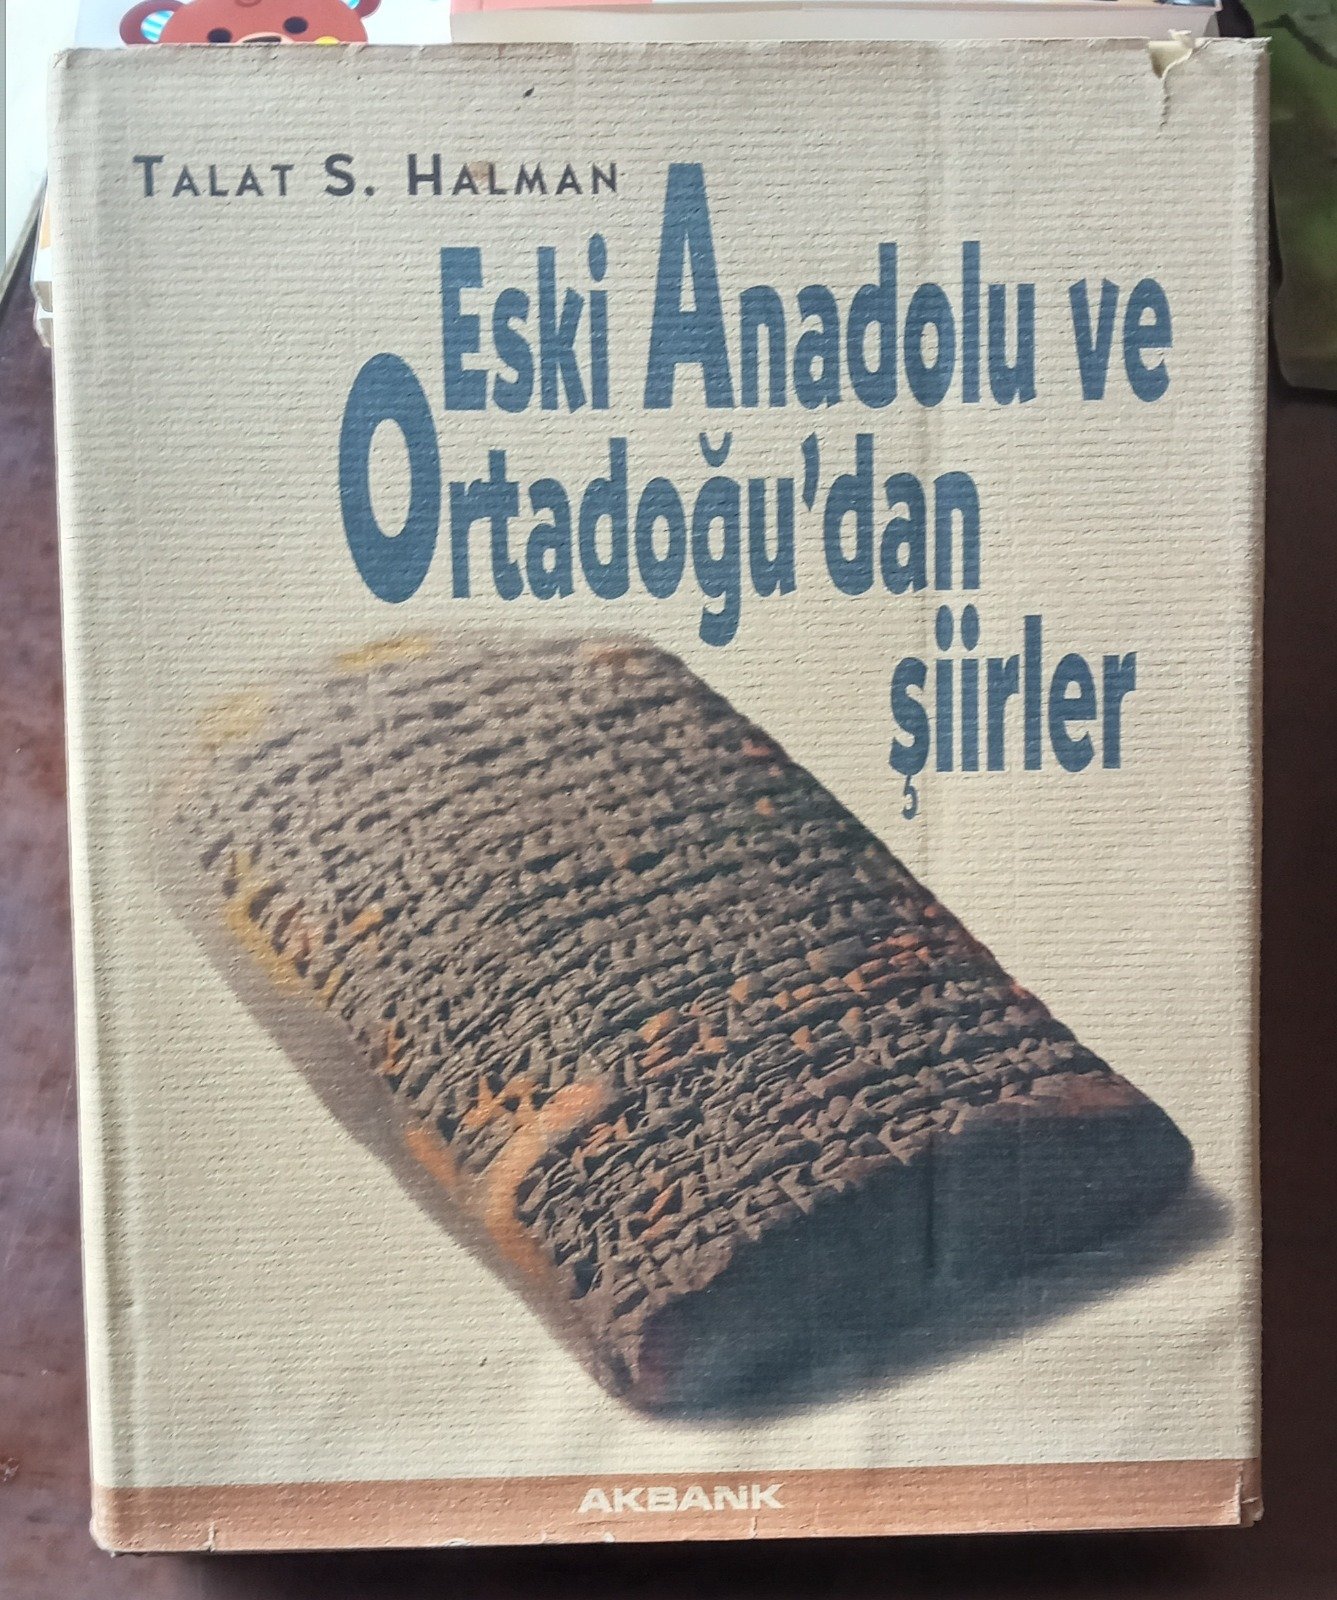 TALAT S. HALMAN
Eski Anadolu ve
Ortadoğu'dan
şiirler
AKBANK